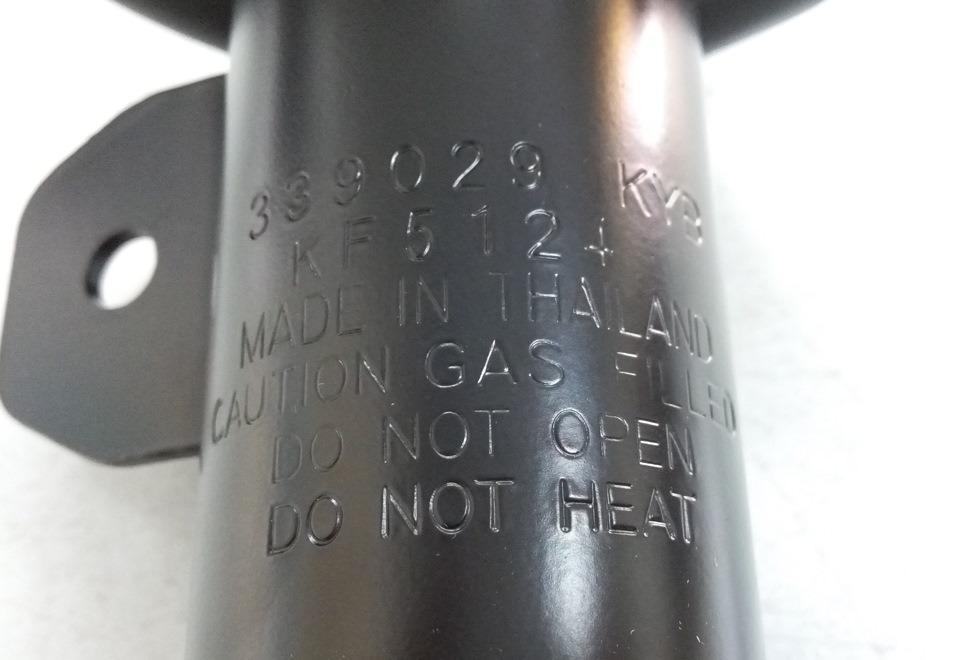 339029 KYB
KF5124
MADE IN THAILAND
CAUTION GAS FILLED
DO NOT OPEN
DO NOT HEAT